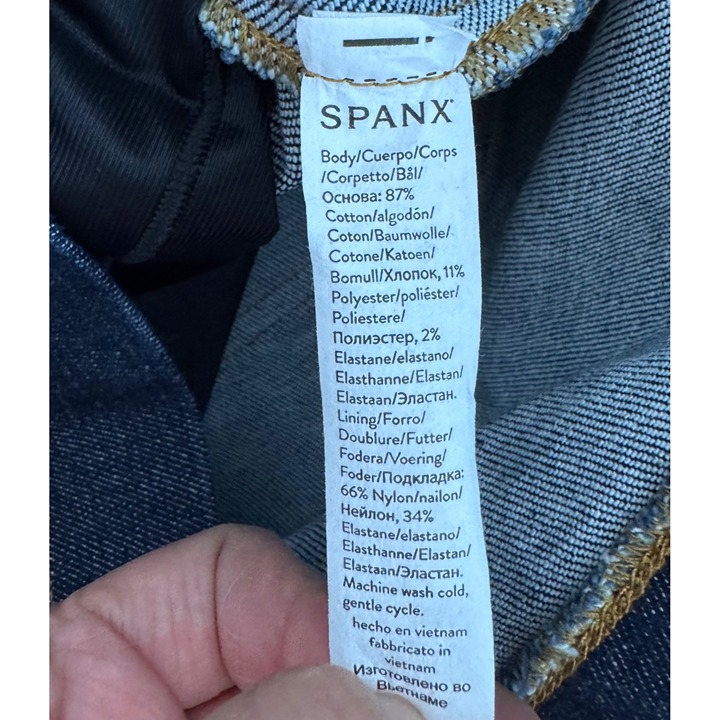 SPANX
Body/Cuerpo/Corps
/Corpetto/Bål/
Основа: 87%
Cotton/algodón/
Coton/Baumwolle/
Cotone/Katoen/
Bomull/Хлопок, 11%
Polyester/poliéster/
Poliestere/
Полиэстер, 2%
Elastane/elastano/
Elasthanne/Elastan/
Elastaan/Эластан.
Lining/Forro/
Doublure/Futter/
Fodera/Voering/
Foder/Подкладка:
66% Nylon/nailon/
Нейлон, 34%
Elastane/elastano/
Elasthanne/Elastan/
Elastaan/Эластан.
Machine wash cold,
gentle cycle.
hecho en vietnam
fabbricato in
vietnam
Изготовлено во
Вьетнаме